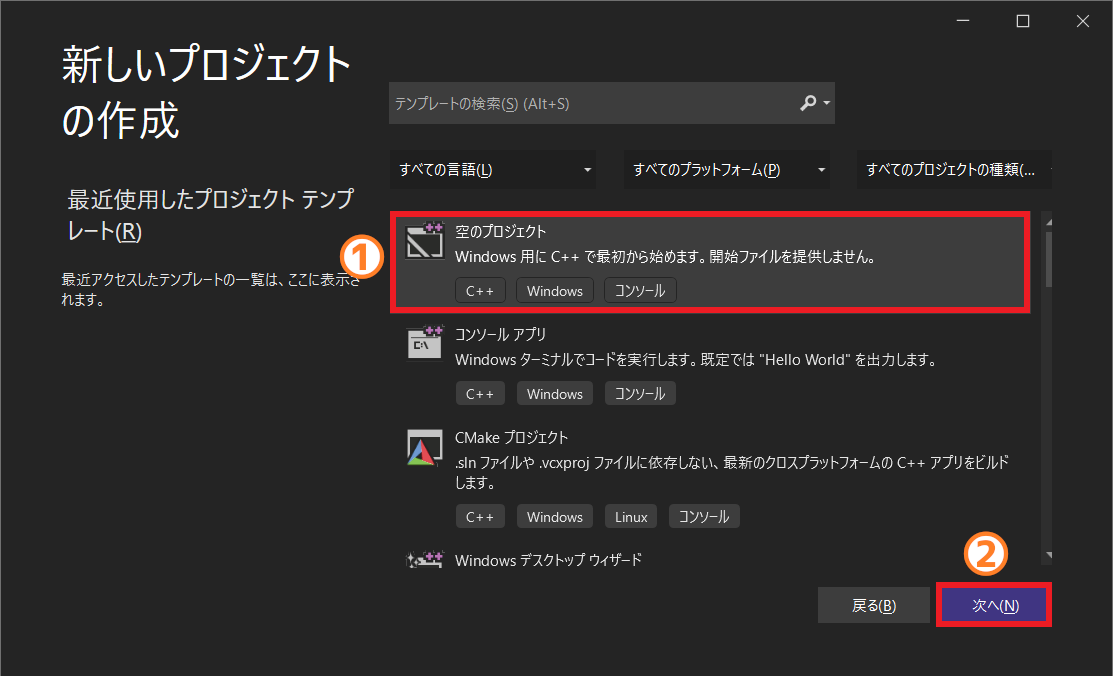 新しいプロジェクト
の作成
最近使用したプロジェクト テンプ
レート(R)
最近アクセスしたテンプレートの一覧は、ここに表示さ
れます。
テンプレートの検索(S) (Alt+S)
すべての言語(L)
すべてのプラットフォーム(P)
すべてのプロジェクトの種類(...
1
空のプロジェクト
Windows 用に C++ で最初から始めます。開始ファイルを提供しません。
C++ Windows コンソール
コンソール アプリ
Windows ターミナルでコードを実行します。既定では "Hello World" を出力します。
C++ Windows コンソール
CMake プロジェクト
.sln ファイルや .vcxproj ファイルに依存しない、最新のクロスプラットフォームの C++ アプリをビルド
します。
C++ Windows Linux コンソール
Windows デスクトップ ウィザード
2
戻る(B)
次へ(N)